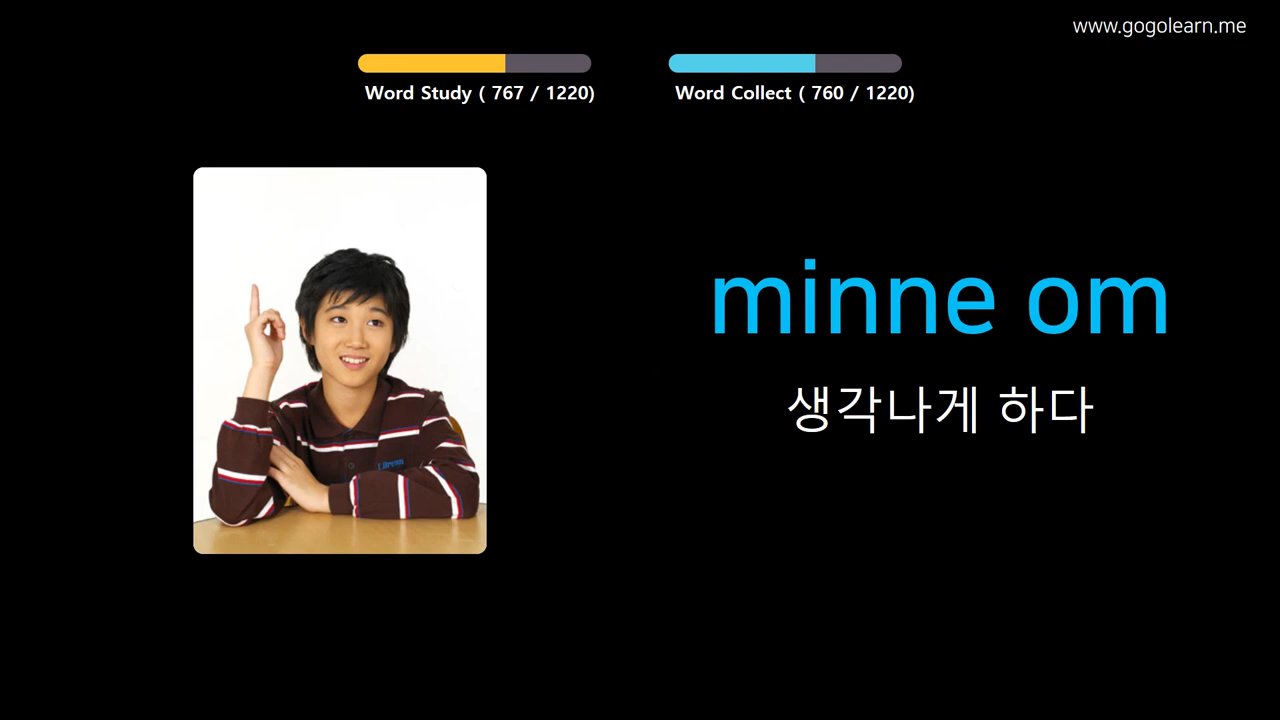 www.gogolearn.me
Word Study ( 767 / 1220)
Word Collect ( 760 / 1220)
minne om
생각나게 하다